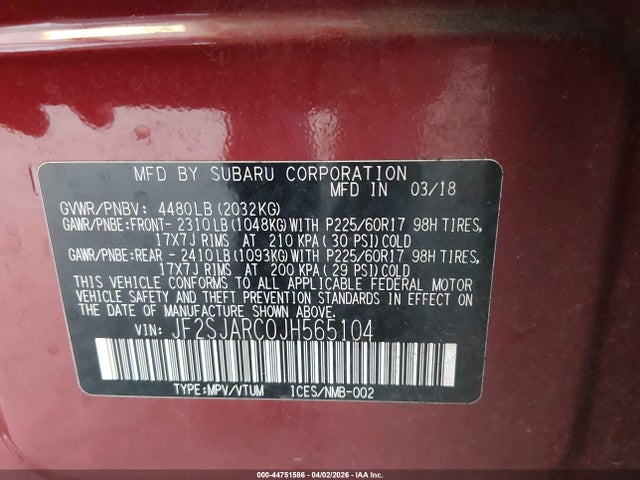 MFD BY SUBARU CORPORATION
MFD IN 03/18
GVWR/PNBV: 4480LB(2032KG)
GAWR/PNBE:FRONT- 2310LB(1048KG)WITH P225/60R17 98H TIRES,
17X7J RIMS AT 210 KPA(30 PSI)COLD
GAWR/PNBE:REAR - 2410LB(1093KG)WITH P225/60R17 98H TIRES,
17X7J RIMS AT 200 KPA(29 PSI)COLD
THIS VEHICLE CONFORMS TO ALL APPLICABLE FEDERAL MOTOR
VEHICLE SAFETY AND THEFT PREVENTION STANDARDS IN EFFECT ON
THE DATE OF MANUFACTURE SHOWN ABOVE.
VIN: JF2SJARC0JH565104
TYPE:MPV/VTUM ICES/NMB-002
000-44751586 - 04/02/2026 - IAA Inc.